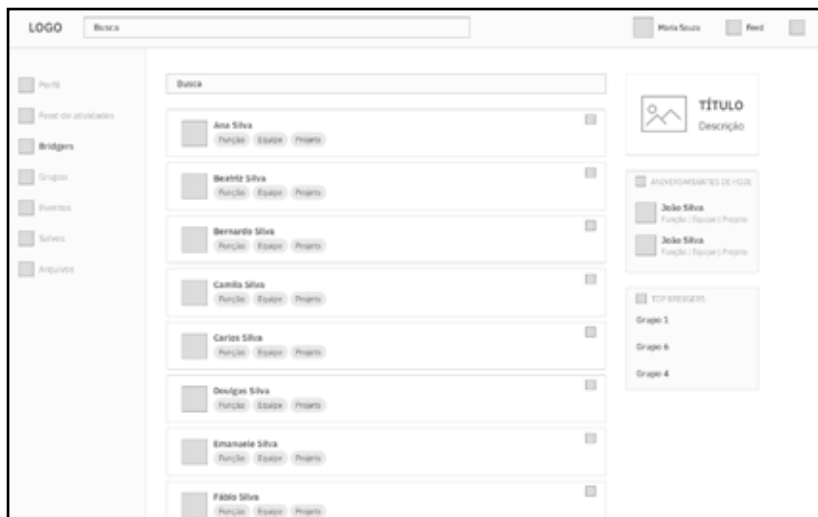 LOGO
Busca
Maria Souza
Feed
Perfil
Feed de atividades
Bridgers
Grupos
Eventos
Salvos
Arquivos
Busca
Ana Silva
Função Equipe Projeto
Beatriz Silva
Função Equipe Projeto
Bernardo Silva
Função Equipe Projeto
Camila Silva
Função Equipe Projeto
Carlos Silva
Função Equipe Projeto
Doulgas Silva
Função Equipe Projeto
Emanuele Silva
Função Equipe Projeto
Fábio Silva
Função Equipe Projeto
TÍTULO
Descrição
ANIVERSARIANTES DE HOJE
João Silva
Função | Equipe | Projeto
João Silva
Função | Equipe | Projeto
TOP BRIDGERS
Grupo 1
Grupo 6
Grupo 4